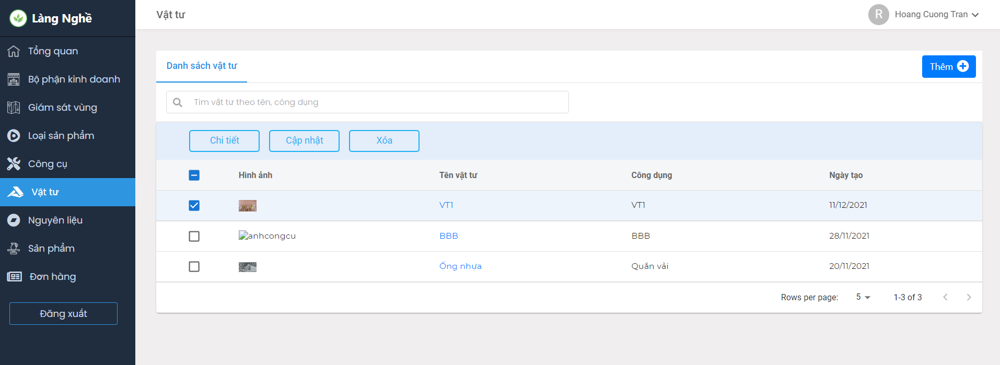 Làng Nghề
Tổng quan
Bộ phận kinh doanh
Giám sát vùng
Loại sản phẩm
Công cụ
Vật tư
Nguyên liệu
Sản phẩm
Đơn hàng
Đăng xuất
Vật tư
R Hoang Cuong Tran
Danh sách vật tư
Thêm
Tìm vật tư theo tên, công dụng
Chi tiết Cập nhật Xóa
Hình ảnh Tên vật tư Công dụng Ngày tạo
VT1 VT1 11/12/2021
anhcongcu BBB BBB 28/11/2021
Ống nhựa Quấn vải 20/11/2021
Rows per page: 5 1-3 of 3